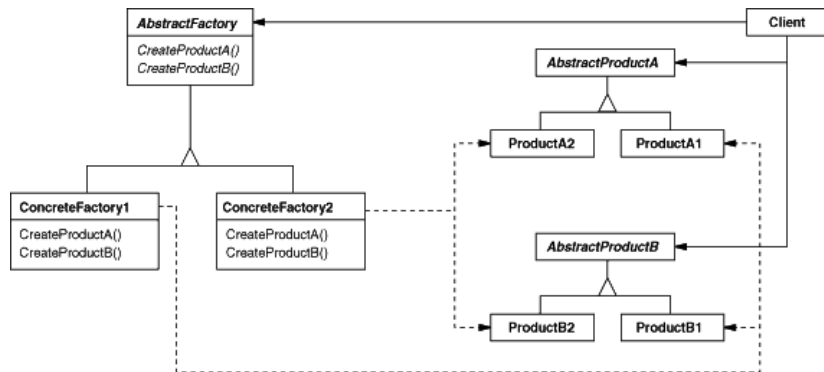 AbstractFactory
CreateProductA()
CreateProductB()
Client
AbstractProductA
ProductA2
ProductA1
ConcreteFactory1
CreateProductA()
CreateProductB()
ConcreteFactory2
CreateProductA()
CreateProductB()
AbstractProductB
ProductB2
ProductB1